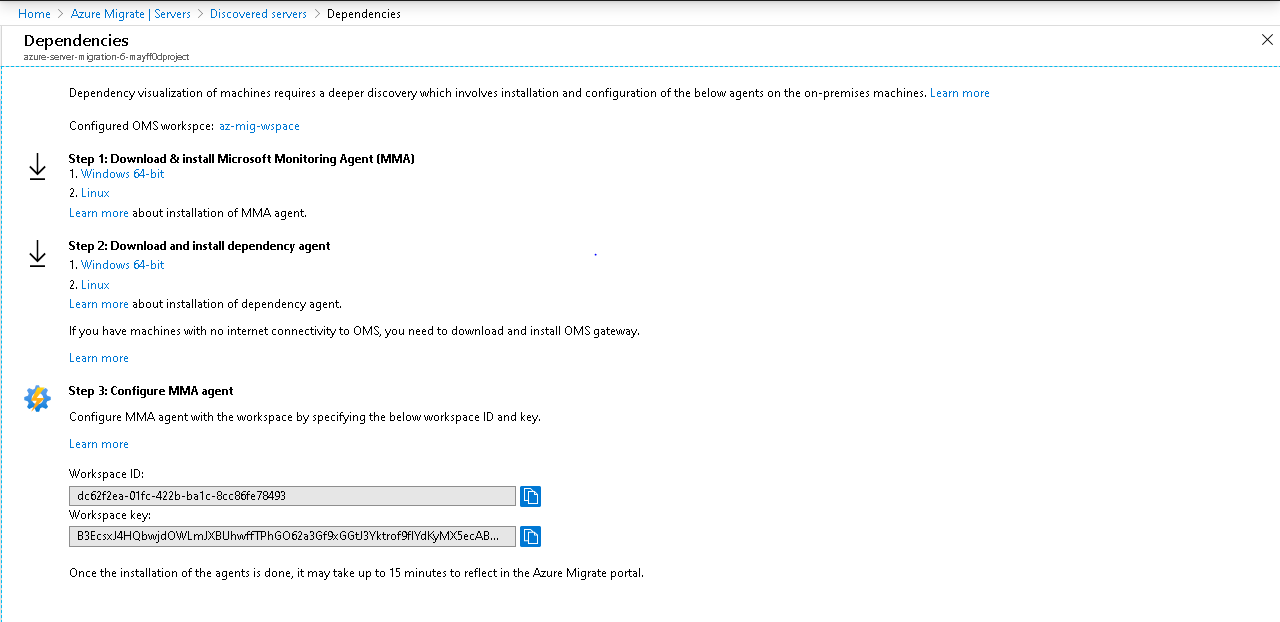 Home > Azure Migrate | Servers > Discovered servers > Dependencies
Dependencies
azure-server-migration-6-mayff0dproject
Dependency visualization of machines requires a deeper discovery which involves installation and configuration of the below agents on the on-premises machines. Learn more
Configured OMS workspce: az-mig-wspace
Step 1: Download & install Microsoft Monitoring Agent (MMA)
1. Windows 64-bit
2. Linux
Learn more about installation of MMA agent.
Step 2: Download and install dependency agent
1. Windows 64-bit
2. Linux
Learn more about installation of dependency agent.
If you have machines with no internet connectivity to OMS, you need to download and install OMS gateway.
Learn more
Step 3: Configure MMA agent
Configure MMA agent with the workspace by specifying the below workspace ID and key.
Learn more
Workspace ID:
dc62f2ea-01fc-422b-ba1c-8cc86fe78493
Workspace key:
Once the installation of the agents is done, it may take up to 15 minutes to reflect in the Azure Migrate portal.